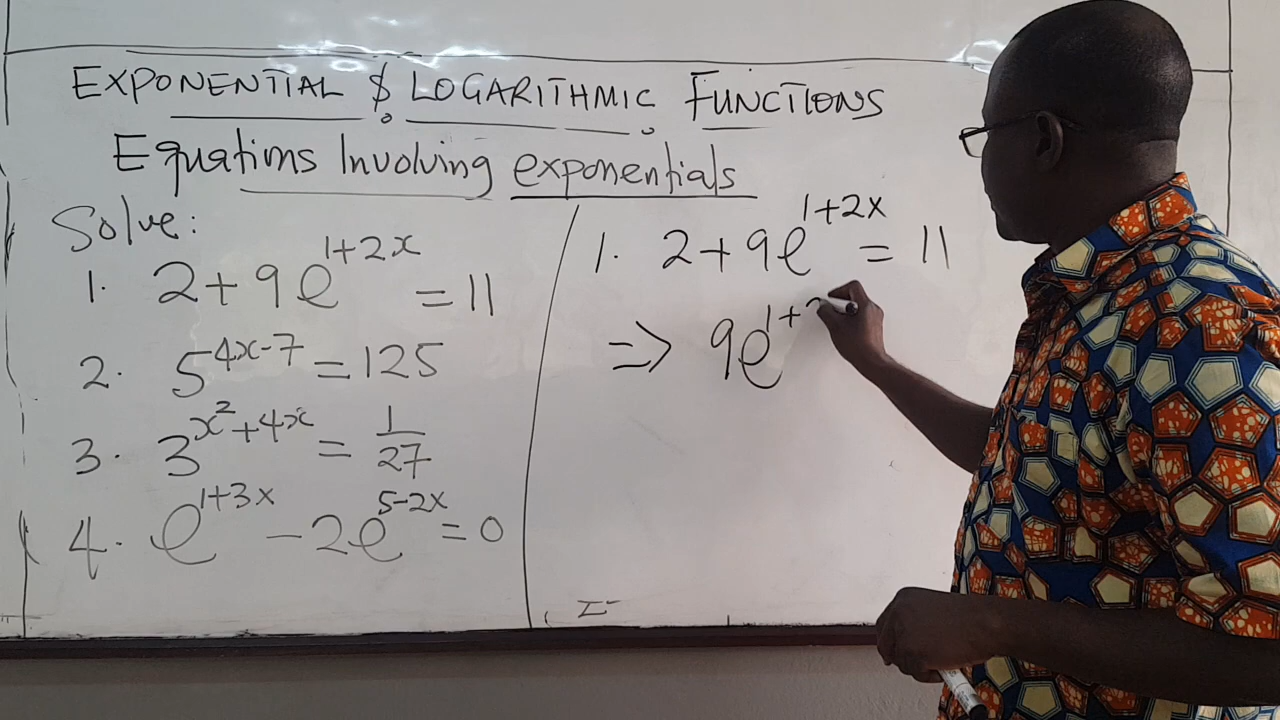 EXPONENTIAL & LOGARITHMIC FUNCTIONS
Equations Involving exponentials
Solve:
1. 2+9e^{1+2x} = 11
2. 5^{4x-7} = 125
3. 3^{x^2+4x} = \frac{1}{27}
4. e^{1+3x} - 2e^{5-2x} = 0
1. 2+9e^{1+2x} = 11
=> 9e^{1+2